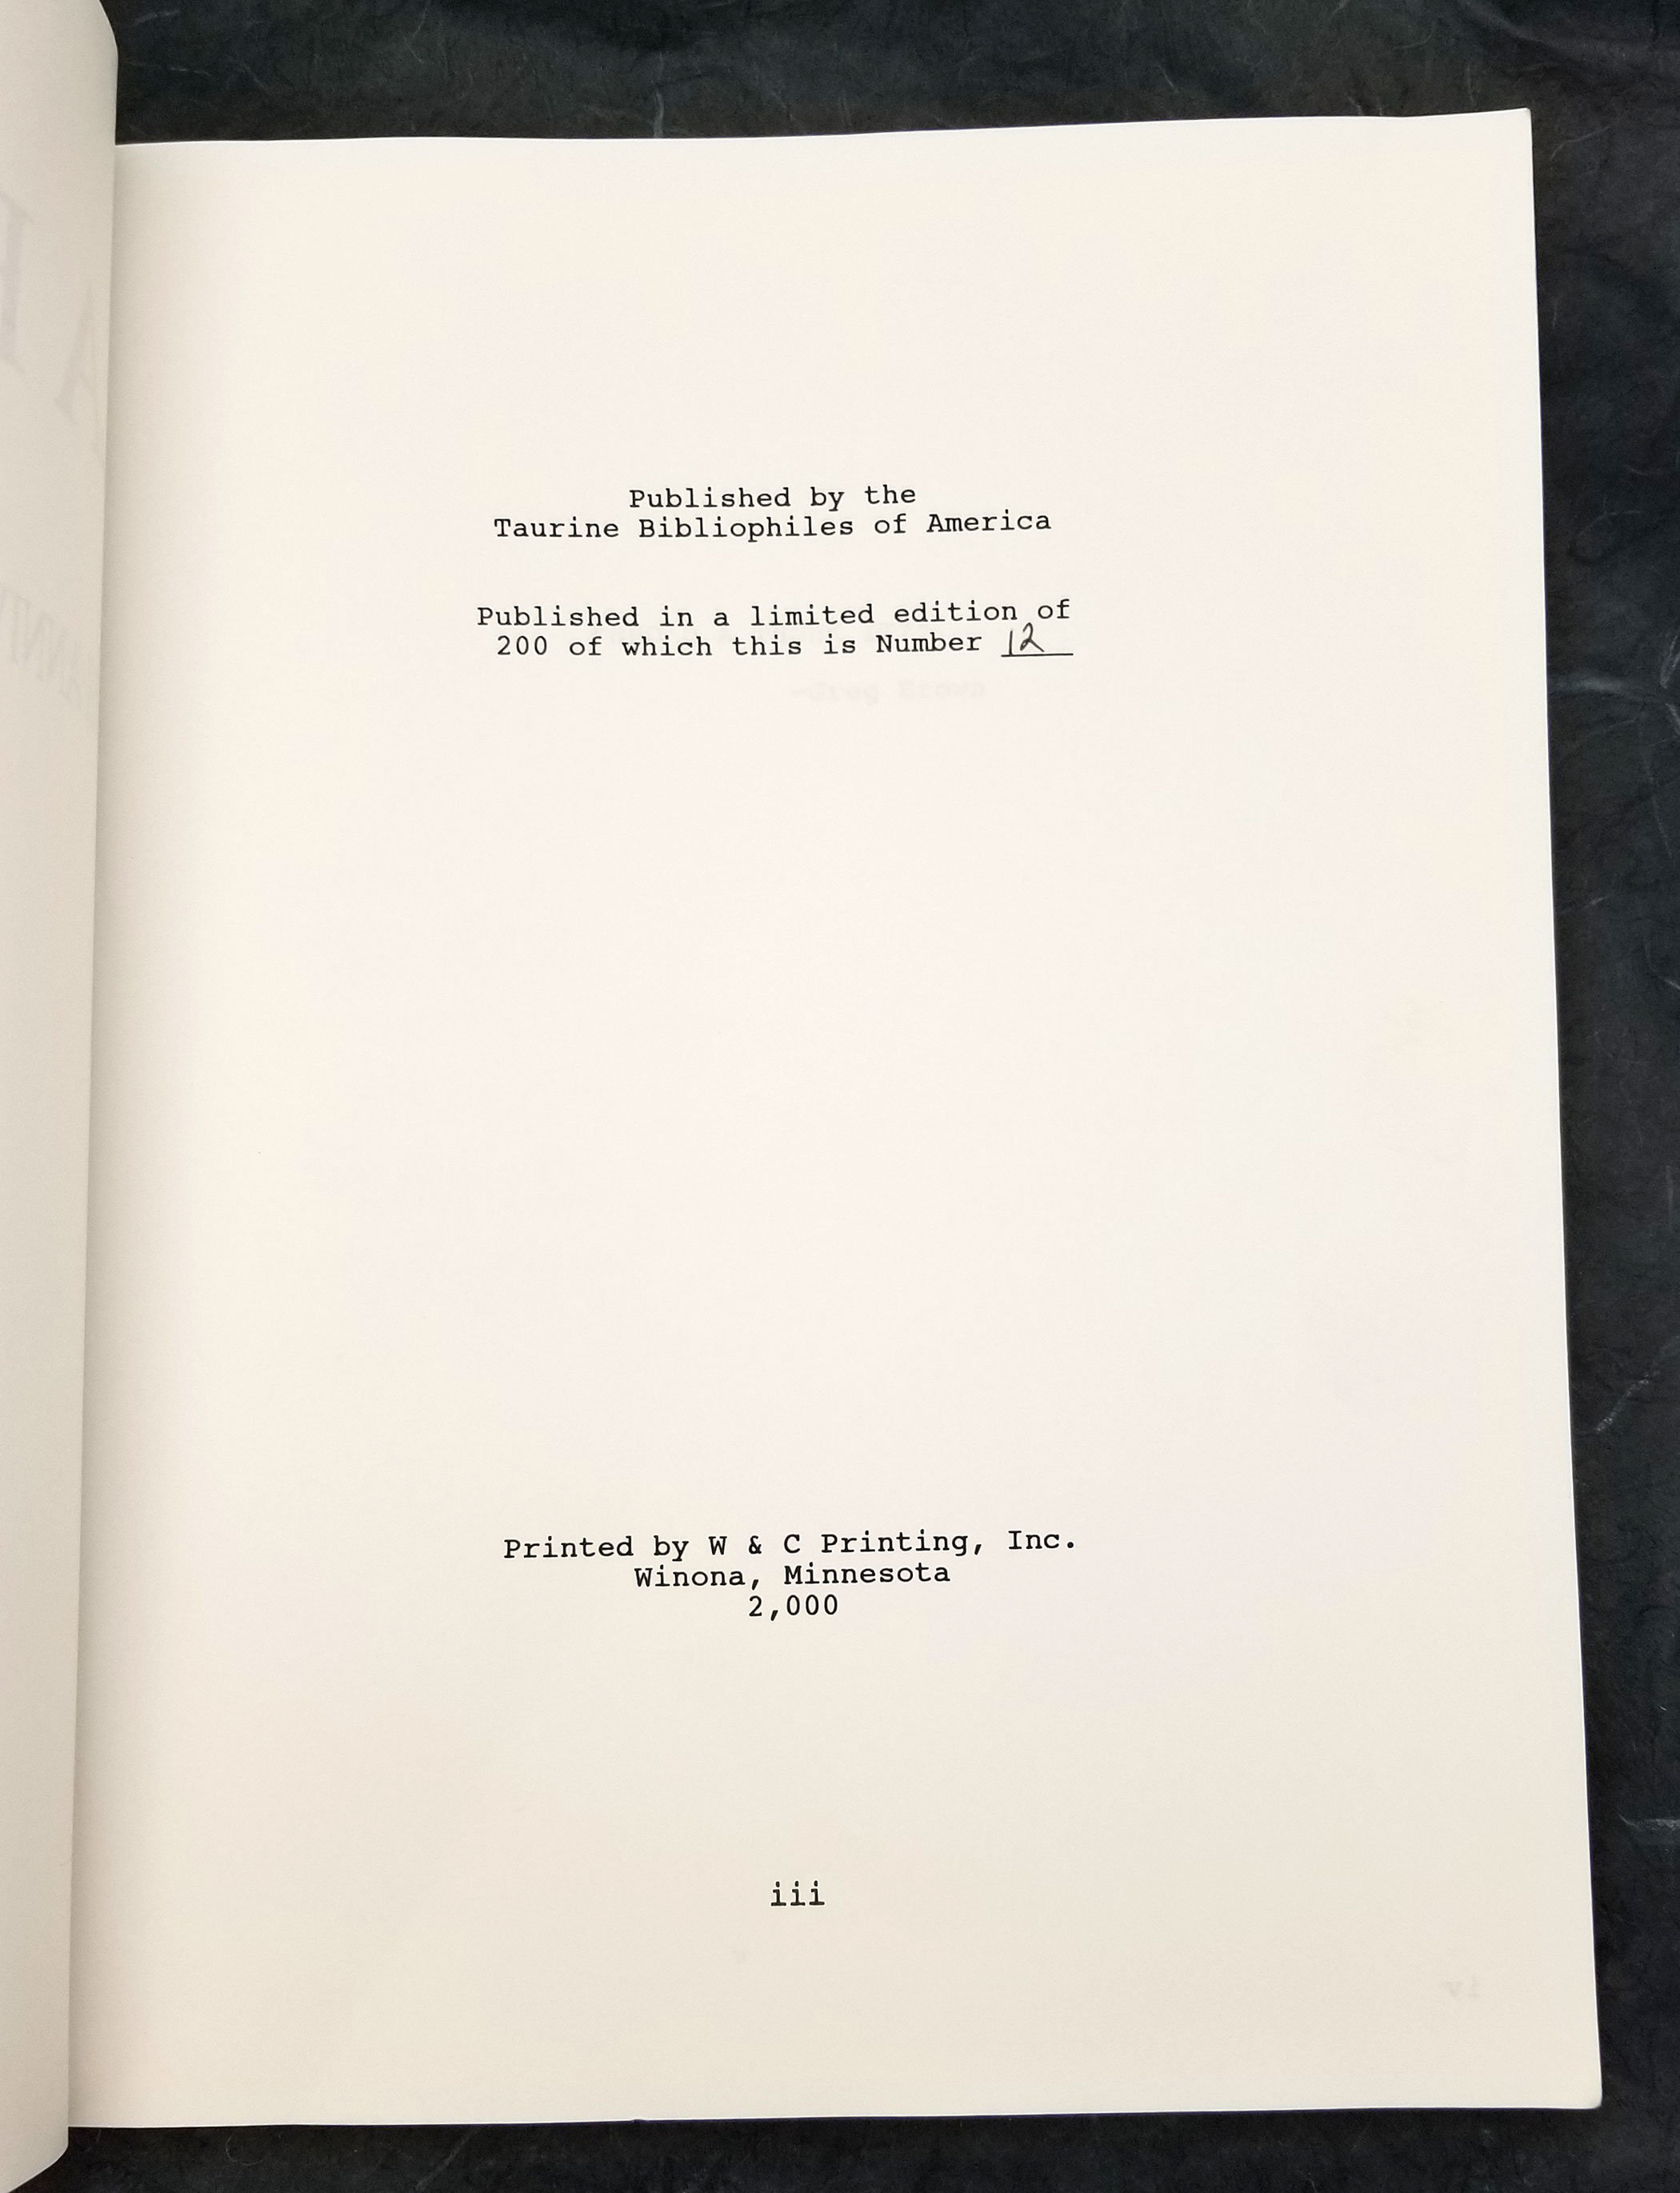 Published by the
Taurine Bibliophiles of America
Published in a limited edition of
200 of which this is Number 12
Printed by W & C Printing, Inc.
Winona, Minnesota
2,000
iii